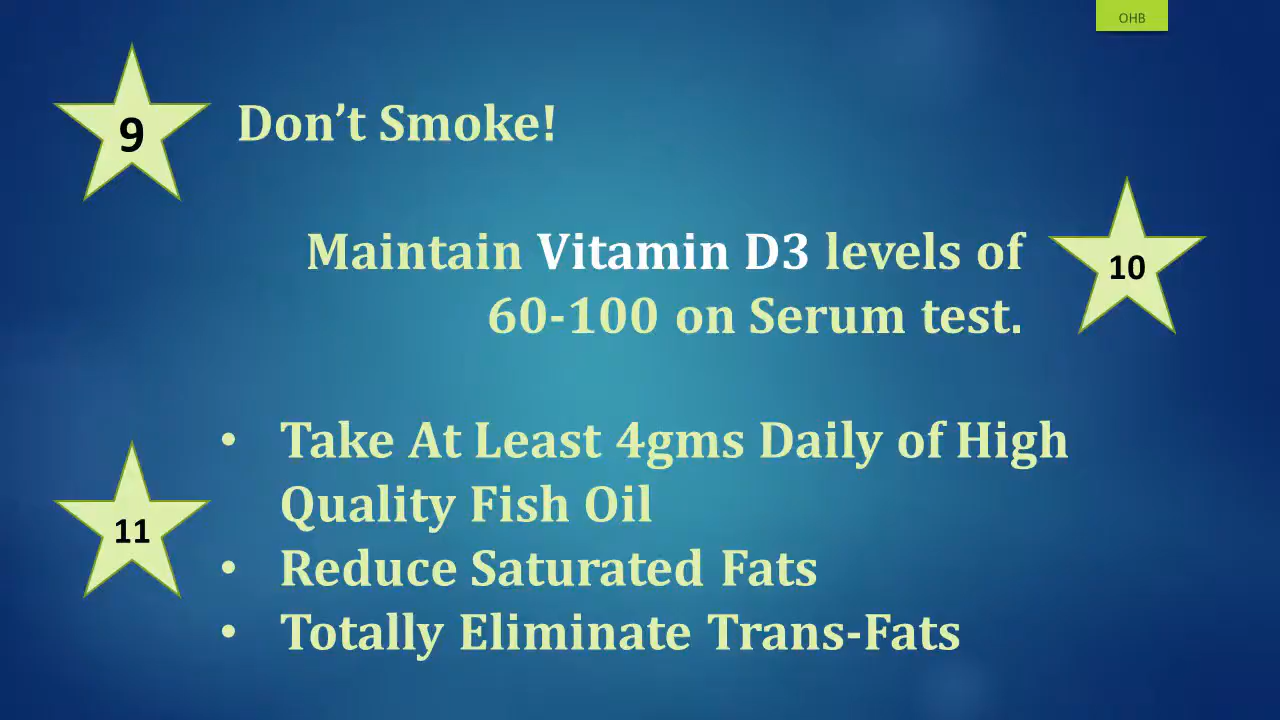 OHB
9
Don’t Smoke!
Maintain Vitamin D3 levels of
60-100 on Serum test.
10
11
• Take At Least 4gms Daily of High
Quality Fish Oil
• Reduce Saturated Fats
• Totally Eliminate Trans-Fats